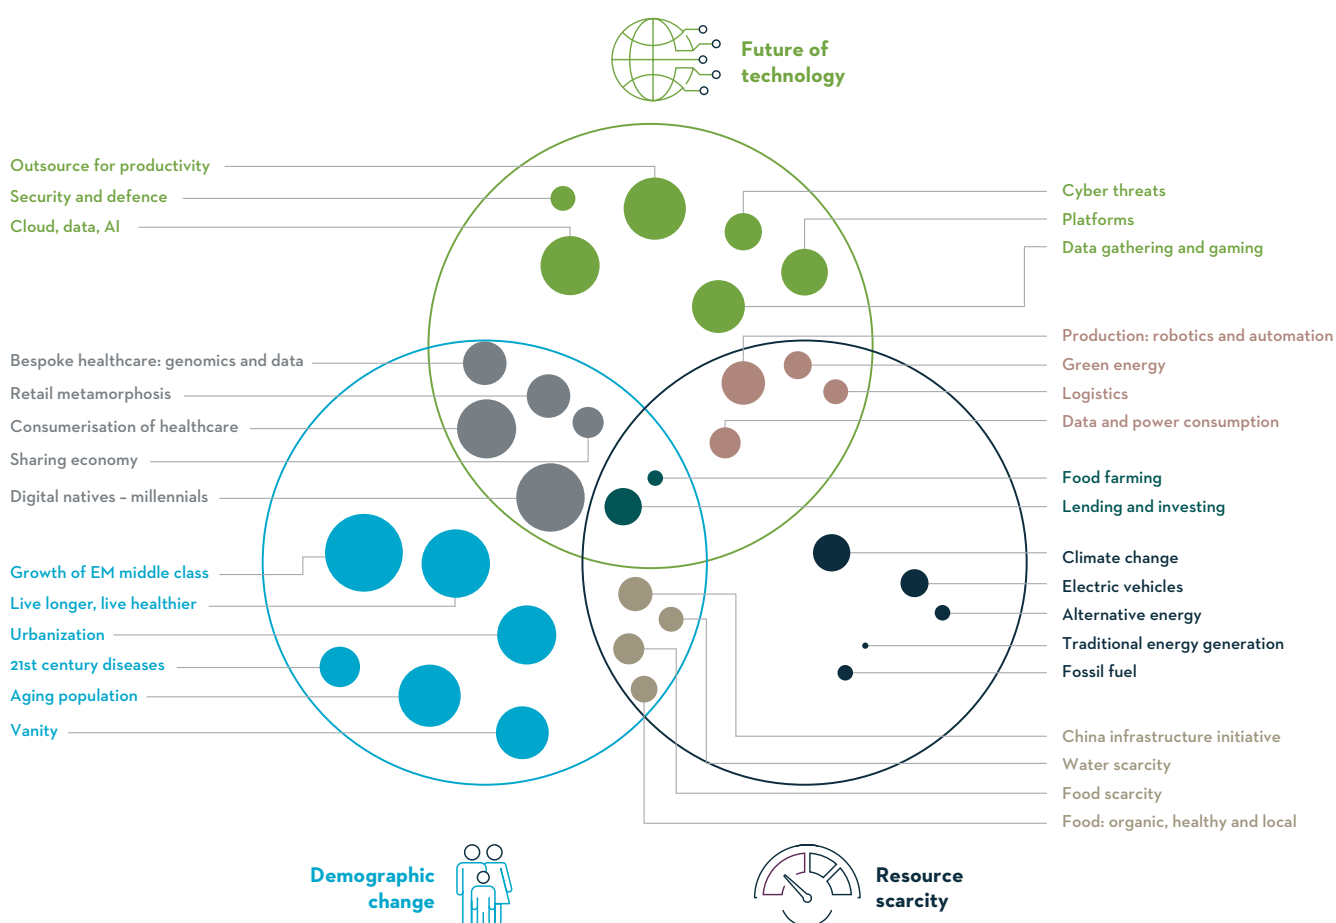 Future of
technology
Outsource for productivity
Security and defence
Cloud, data, AI
Cyber threats
Platforms
Data gathering and gaming
Bespoke healthcare: genomics and data
Retail metamorphosis
Consumerisation of healthcare
Sharing economy
Digital natives – millennials
Production: robotics and automation
Green energy
Logistics
Data and power consumption
Food farming
Lending and investing
Growth of EM middle class
Live longer, live healthier
Urbanization
21st century diseases
Aging population
Vanity
Climate change
Electric vehicles
Alternative energy
Traditional energy generation
Fossil fuel
China infrastructure initiative
Water scarcity
Food scarcity
Food: organic, healthy and local
Demographic
change
Resource
scarcity